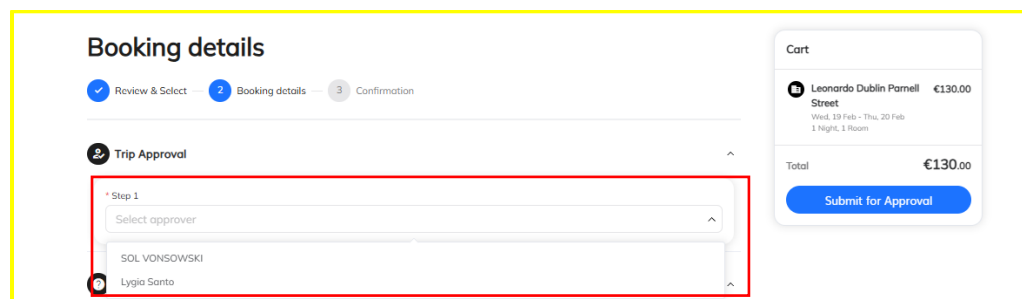 Booking details
Review & Select
2 Booking details
3 Confirmation
Trip Approval
* Step 1
Select approver
SOL VONSOWSKI
Lygia Santo
?
Cart
Leonardo Dublin Parnell €130.00
Street
Wed, 19 Feb - Thu, 20 Feb
1 Night, 1 Room
Total €130.00
Submit for Approval